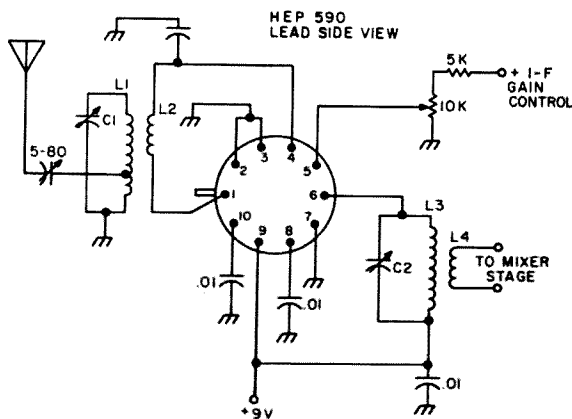 HEP 590
LEAD SIDE VIEW
5K
+ I-F
GAIN
CONTROL
10K
L1
L2
C1
5-80
1
2
3
4
5
6
7
8
9
10
.01
.01
L3
L4
C2
TO MIXER
STAGE
.01
+9V